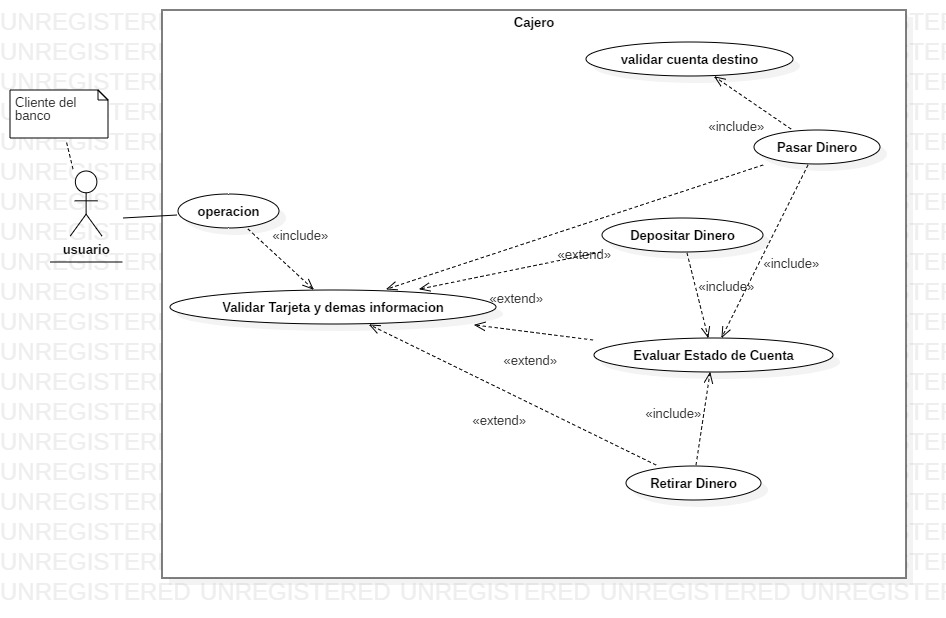 Cajero
validar cuenta destino
Cliente del
banco
«include»
Pasar Dinero
operacion
«include»
Depositar Dinero
usuario
«extend»
«include»
«include»
Validar Tarjeta y demas informacion
«extend»
Evaluar Estado de Cuenta
«extend»
«include»
«extend»
Retirar Dinero
UNREGISTERED UNREGISTERED UNREGISTERED UNREGISTERED UNREGISTERED